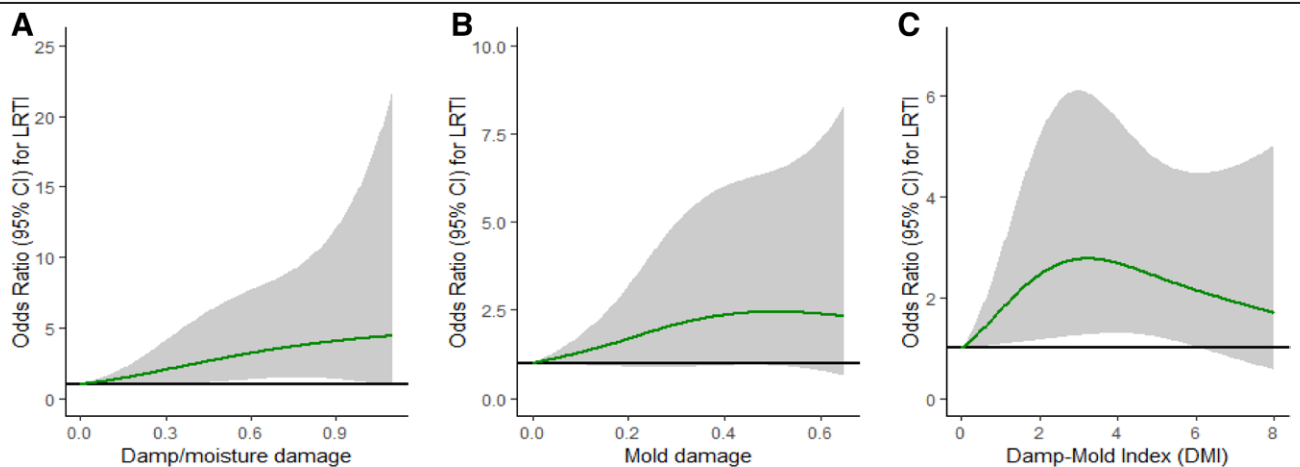 A
Odds Ratio (95% CI) for LRTI
25
20
15
10
5
0
0.0 0.3 0.6 0.9
Damp/moisture damage
B
Odds Ratio (95% CI) for LRTI
10.0
7.5
5.0
2.5
0.0
0.0 0.2 0.4 0.6
Mold damage
C
Odds Ratio (95% CI) for LRTI
6
4
2
0
0 2 4 6 8
Damp-Mold Index (DMI)